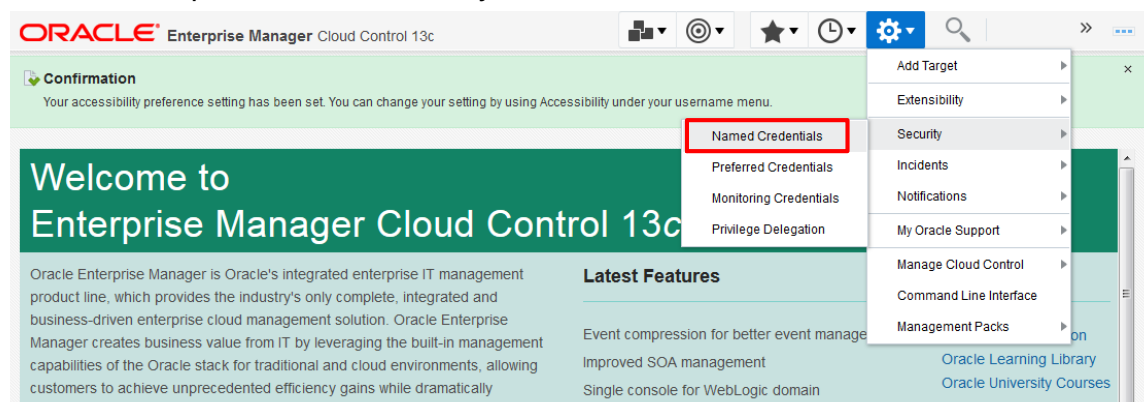 ORACLE Enterprise Manager Cloud Control 13c
Confirmation
Your accessibility preference setting has been set. You can change your setting by using Accessibility under your username menu.
Add Target
Extensibility
Security
Incidents
Notifications
My Oracle Support
Manage Cloud Control
Command Line Interface
Management Packs
Named Credentials
Preferred Credentials
Monitoring Credentials
Privilege Delegation
Welcome to
Enterprise Manager Cloud Control 13c
Oracle Enterprise Manager is Oracle's integrated enterprise IT management
product line, which provides the industry's only complete, integrated and
business-driven enterprise cloud management solution. Oracle Enterprise
Manager creates business value from IT by leveraging the built-in management
capabilities of the Oracle stack for traditional and cloud environments, allowing
customers to achieve unprecedented efficiency gains while dramatically
Latest Features
Event compression for better event manage
Improved SOA management
Single console for WebLogic domain
on
Oracle Learning Library
Oracle University Courses